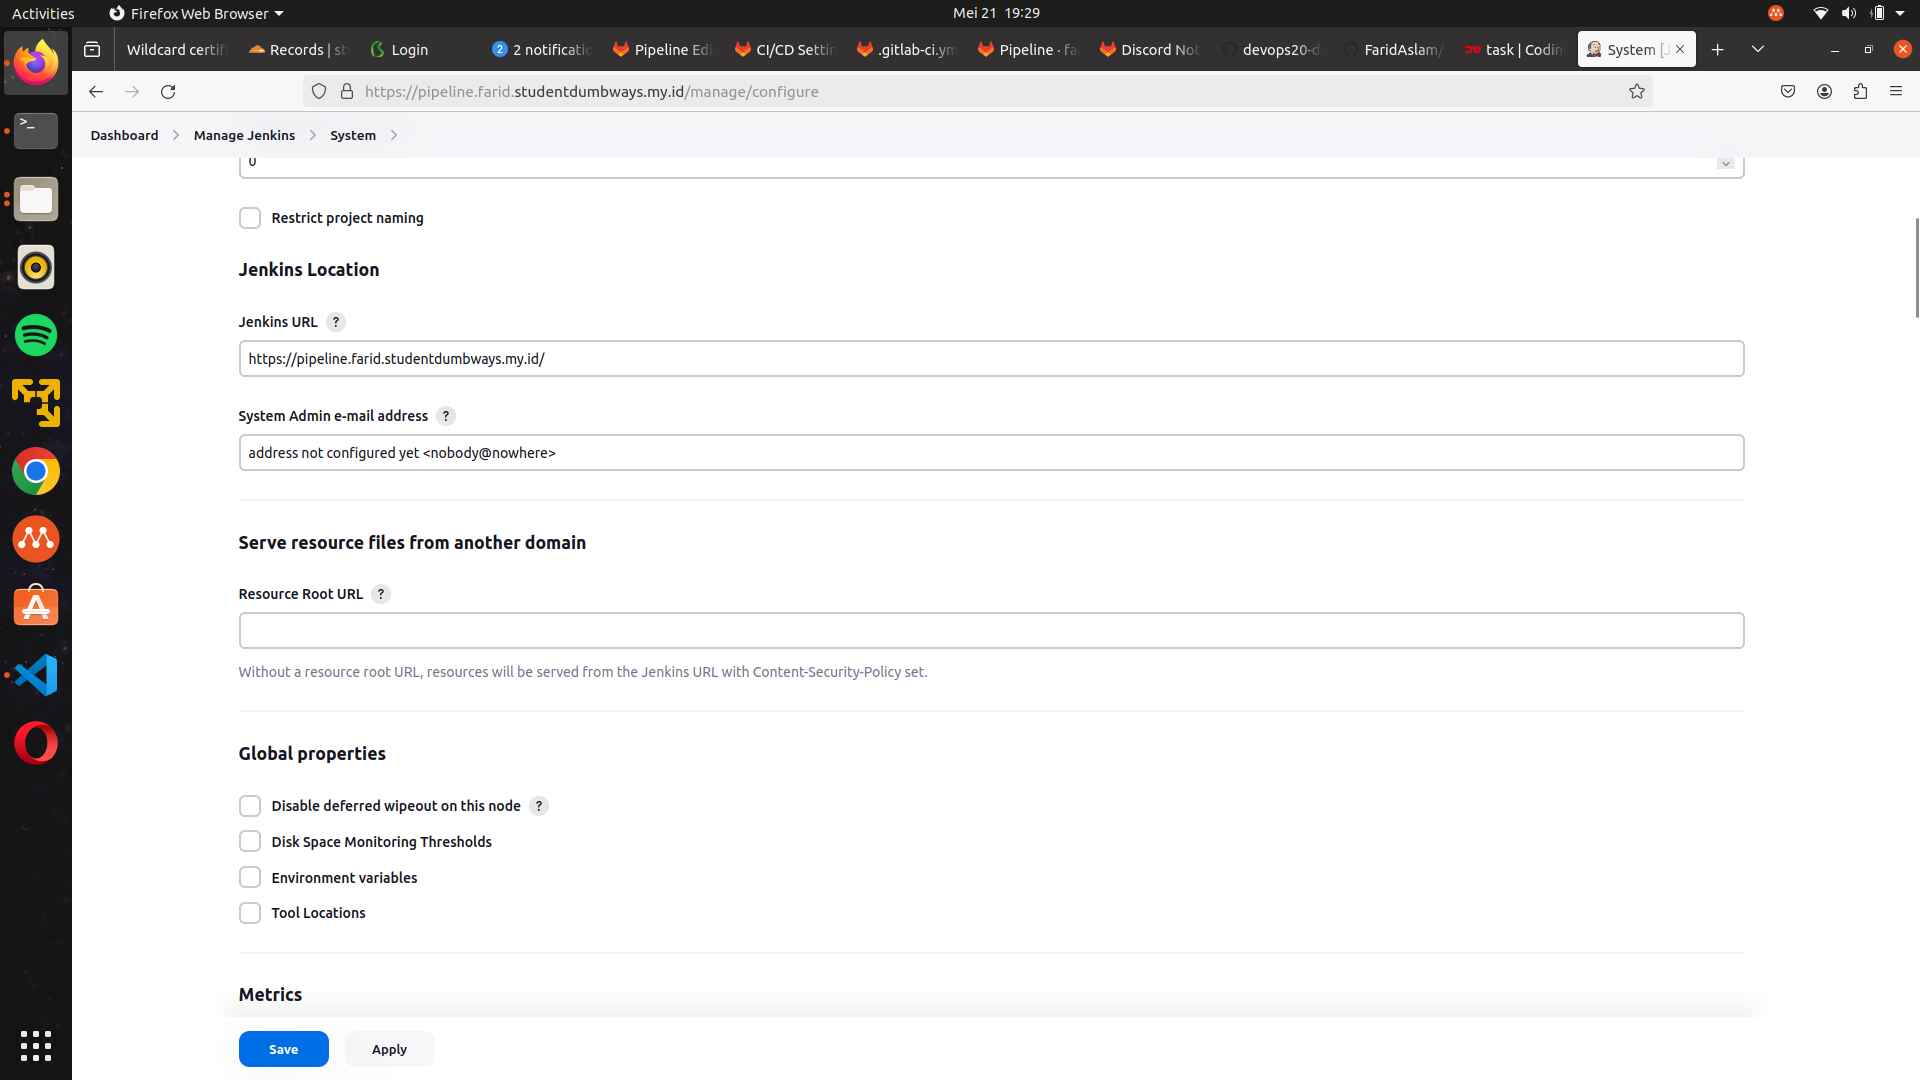 Activities
Firefox Web Browser
Mei 21 19:29
Wildcard certif
Records | st
Login
2 2 notificatio
Pipeline Edi
CI/CD Settin
.gitlab-ci.ym
Pipeline · fa
Discord Not
devops20-d
FaridAslam/
task | Codin
System [J
https://pipeline.farid.studentdumbways.my.id/manage/configure
Dashboard
Manage Jenkins
System
0
Restrict project naming
Jenkins Location
Jenkins URL ?
https://pipeline.farid.studentdumbways.my.id/
System Admin e-mail address ?
address not configured yet <nobody@nowhere>
Serve resource files from another domain
Resource Root URL ?
Without a resource root URL, resources will be served from the Jenkins URL with Content-Security-Policy set.
Global properties
Disable deferred wipeout on this node ?
Disk Space Monitoring Thresholds
Environment variables
Tool Locations
Metrics
Save
Apply